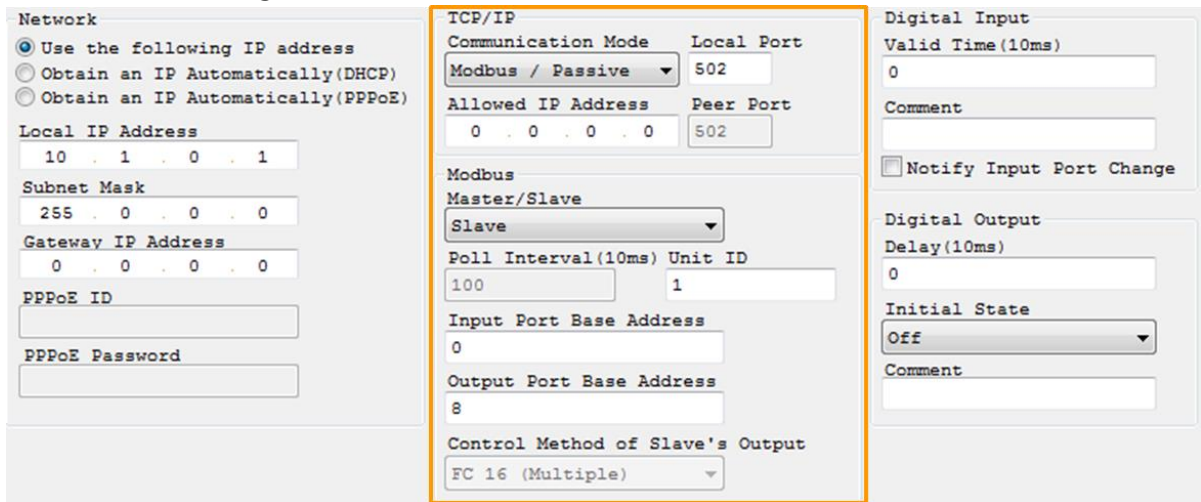 Network
Use the following IP address
Obtain an IP Automatically(DHCP)
Obtain an IP Automatically(PPPoE)
Local IP Address
10 . 1 . 0 . 1
Subnet Mask
255 . 0 . 0 . 0
Gateway IP Address
0 . 0 . 0 . 0
PPPoE ID
PPPoE Password
TCP/IP
Communication Mode Local Port
Modbus / Passive 502
Allowed IP Address Peer Port
0 . 0 . 0 . 0 502
Modbus
Master/Slave
Slave
Poll Interval(10ms) Unit ID
100 1
Input Port Base Address
0
Output Port Base Address
8
Control Method of Slave's Output
FC 16 (Multiple)
Digital Input
Valid Time(10ms)
0
Comment
Notify Input Port Change
Digital Output
Delay(10ms)
0
Initial State
Off
Comment